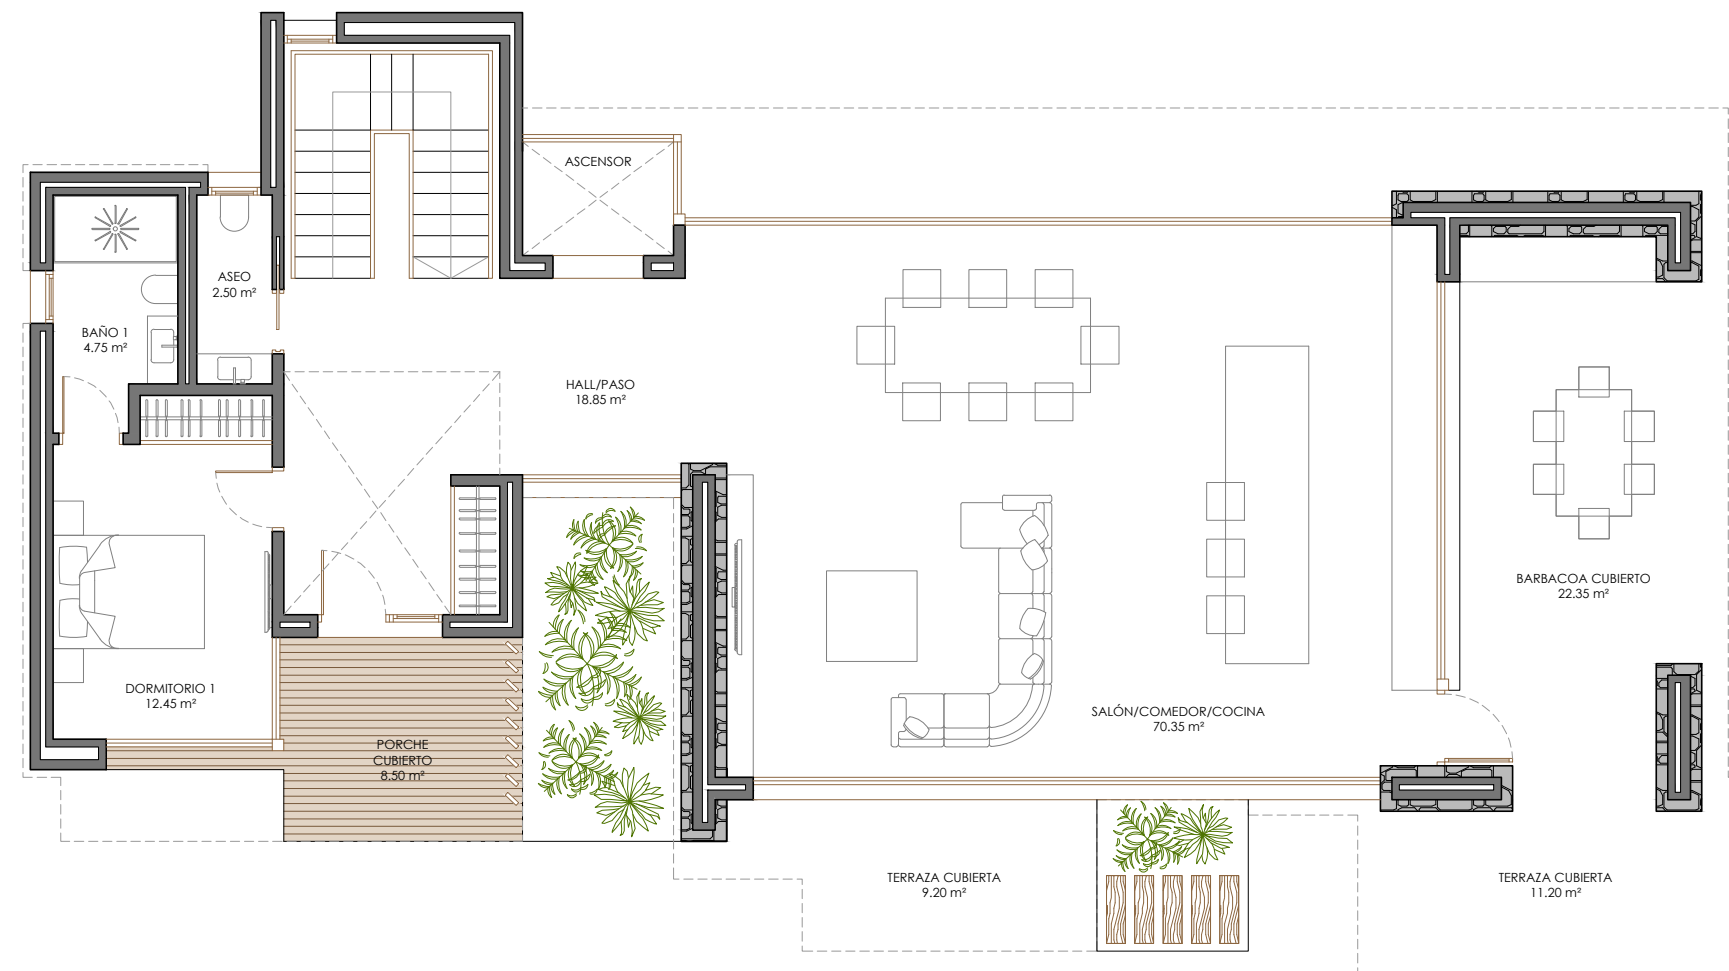 ASCENSOR
ASEO
2.50 m²
BAÑO 1
4.75 m²
HALL/PASO
18.85 m²
BARBACOA CUBIERTO
22.35 m²
DORMITORIO 1
12.45 m²
SALÓN/COMEDOR/COCINA
70.35 m²
PORCHE
CUBIERTO
8.50 m²
TERRAZA CUBIERTA
9.20 m²
TERRAZA CUBIERTA
11.20 m²